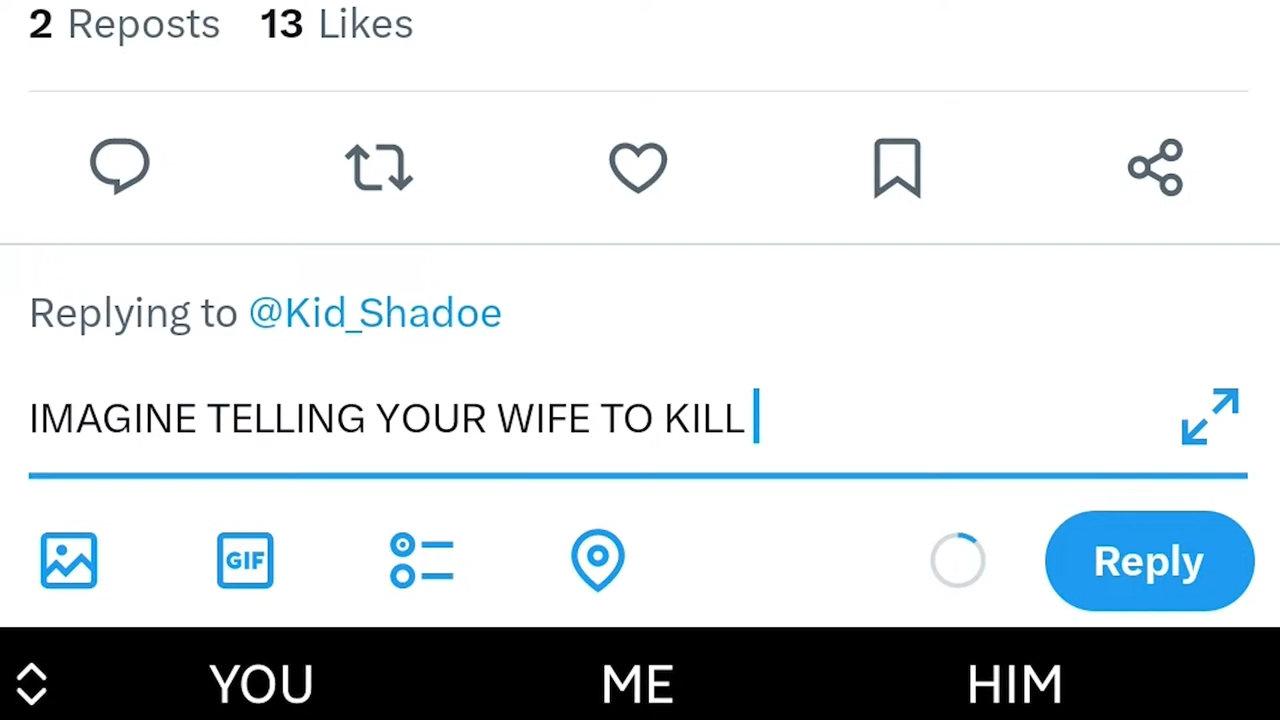 2 Reposts 13 Likes
Replying to @Kid_Shadoe
IMAGINE TELLING YOUR WIFE TO KILL
GIF
Reply
YOU ME HIM